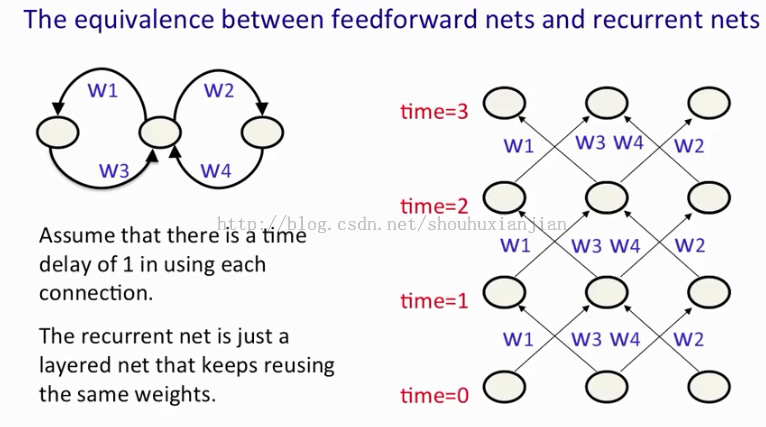 The equivalence between feedforward nets and recurrent nets
W1
W2
W3
W4
Assume that there is a time
delay of 1 in using each
connection.
The recurrent net is just a
layered net that keeps reusing
the same weights.
time=3
W1 W3 W4 W2
time=2
W1 W3 W4 W2
time=1
W1 W3 W4 W2
time=0
http://blog.csdn.net/shouhuxianjian